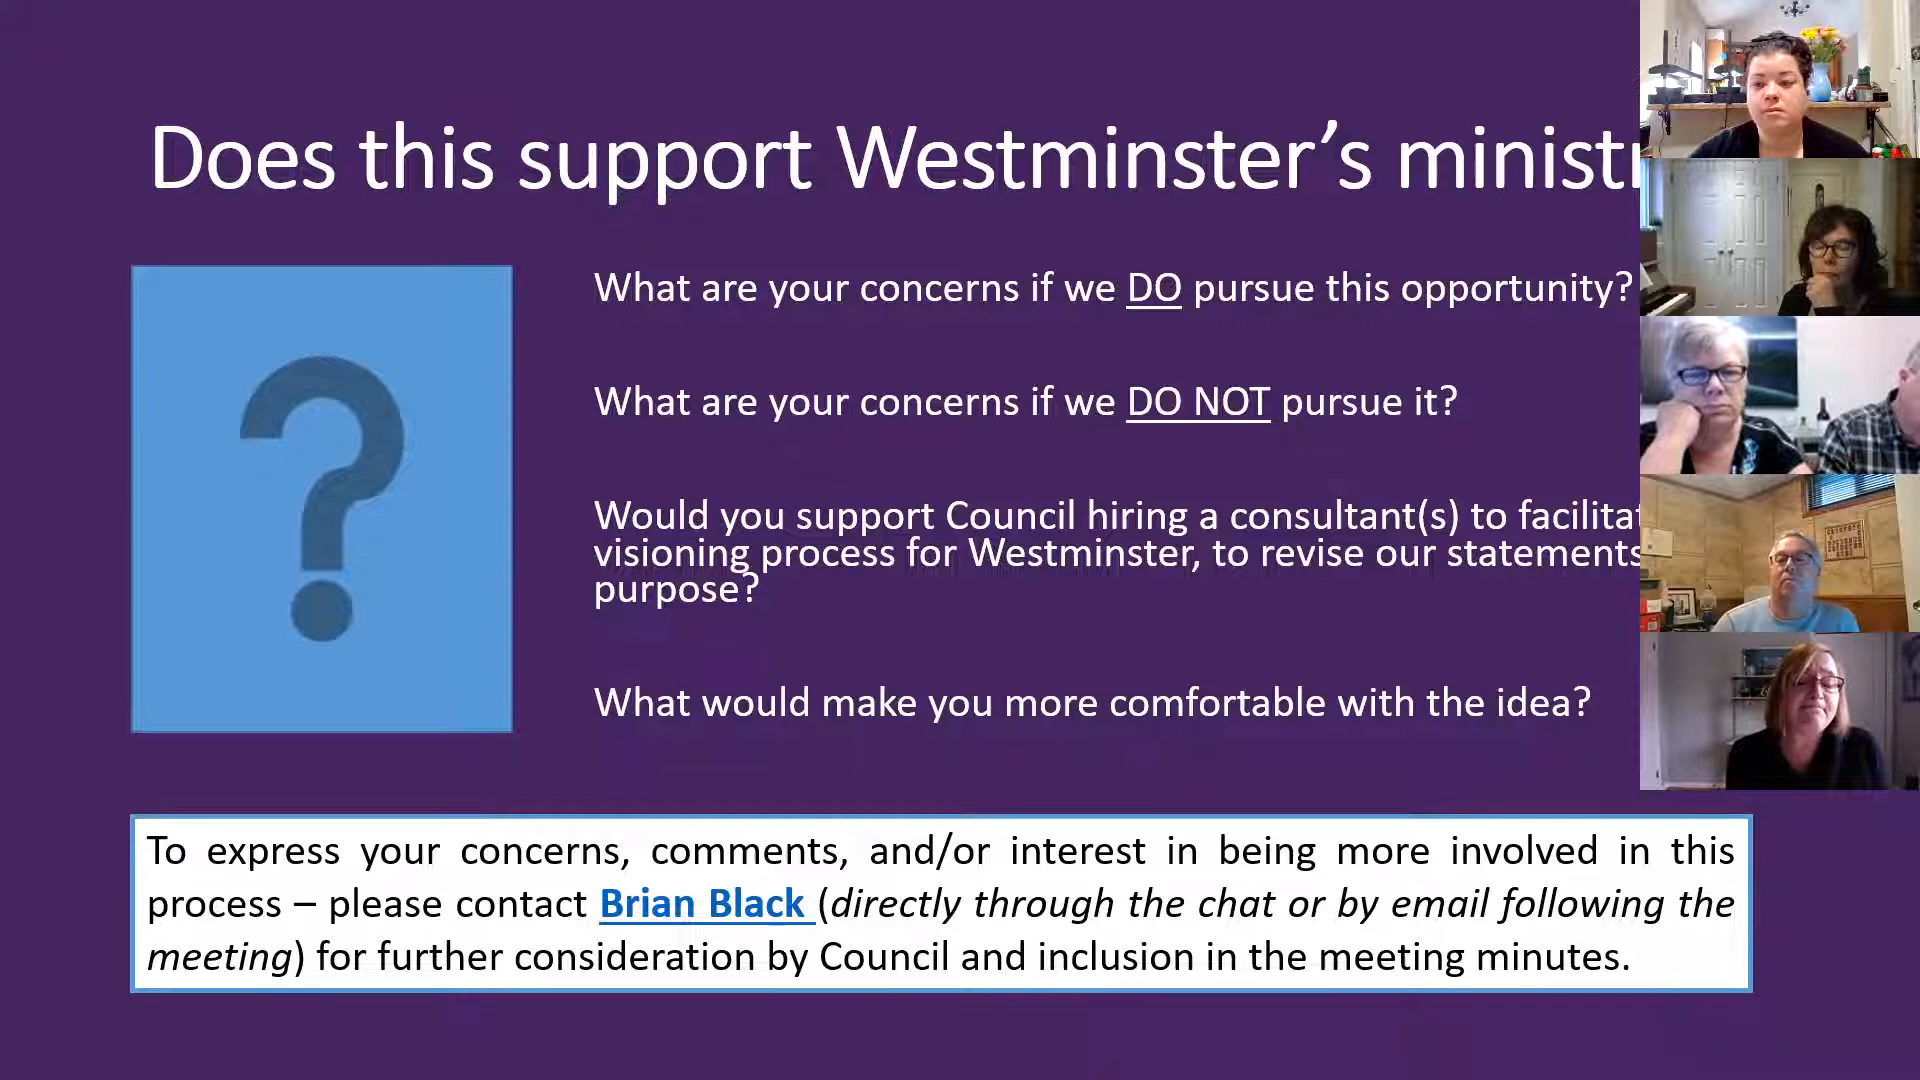 Does this support Westminster's
What are your concerns if we DO pursue this opportunity?
What are your concerns if we DO NOT pursue it?
Would you support Council hiring a consultant(s) to
visioning process for Westminster, to revise our statements
purpose?
What would make you more comfortable with the idea?
To express your concerns, comments, and/or interest in being more involved in this
process – please contact Brian Black (directly through the chat or by email following the
meeting) for further consideration by Council and inclusion in the meeting minutes.